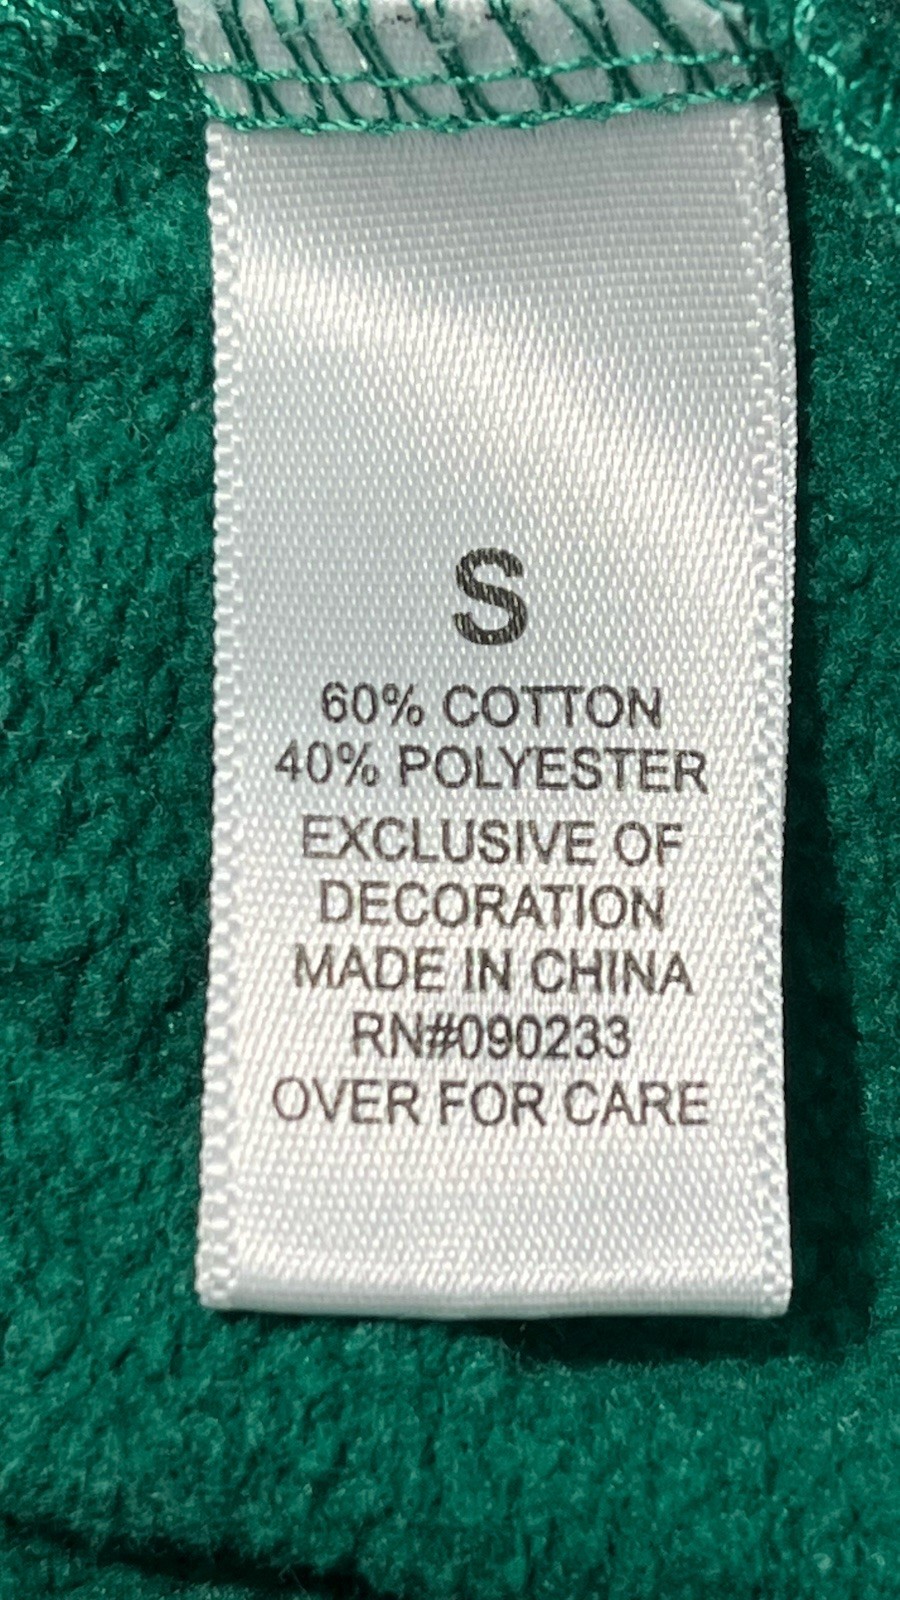 S
60% COTTON
40% POLYESTER
EXCLUSIVE OF
DECORATION
MADE IN CHINA
RN#090233
OVER FOR CARE